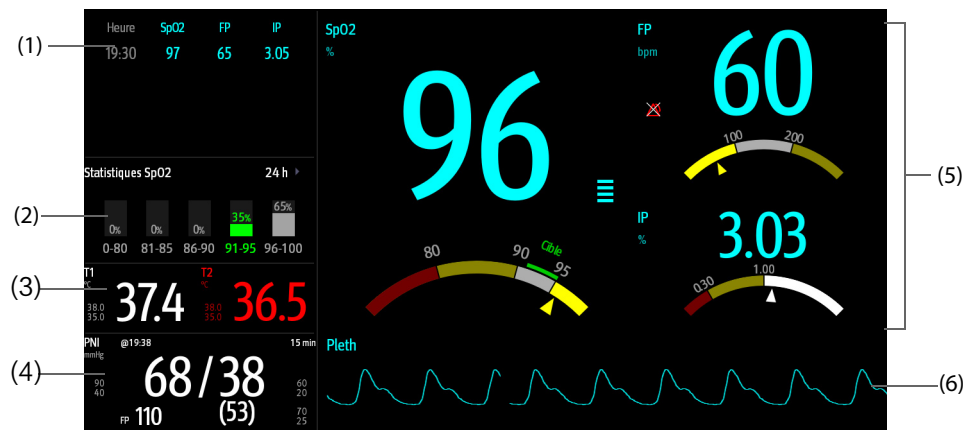 (1)
Heure SpO2 FP IP
19:30 97 65 3.05
(2)
Statistiques SpO2 24 h
0% 0% 0% 35% 65%
0-80 81-85 86-90 91-95 96-100
(3)
T1 T2
°C °C
38.0 37.4 38.0 36.5
35.0 35.0
(4)
PNI @19:38 15 min
mmHg
90 68/38 60
40 20
FP 110 (53) 70
25
SpO2
%
96
80 90 Cible 95
FP
bpm
60
100 200
IP
%
3.03
0.30 1.00
(5)
Pleth
(6)